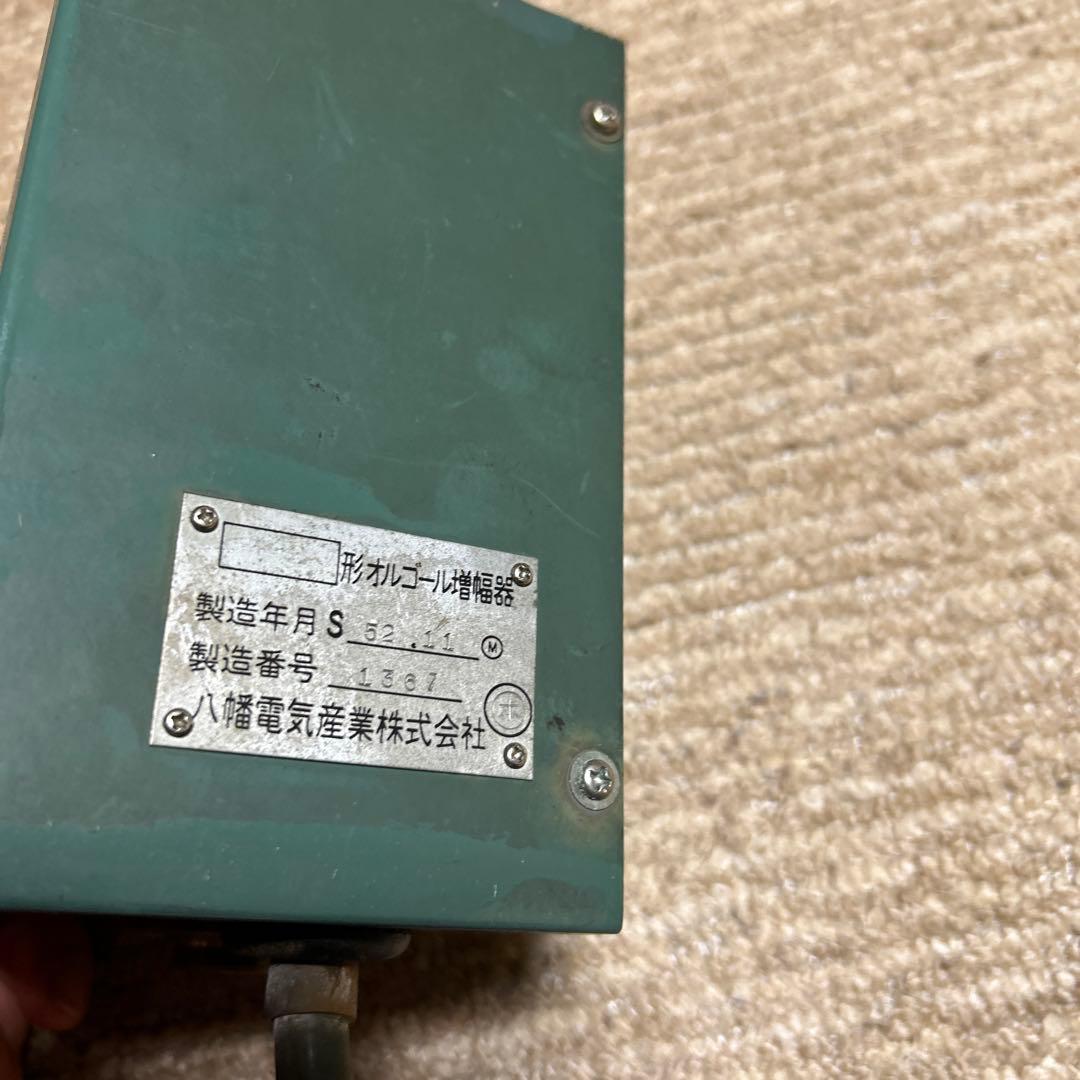 形オルゴール増幅器
製造年月 S 52.11 Ⓜ
製造番号 1367
八幡電気産業株式会社